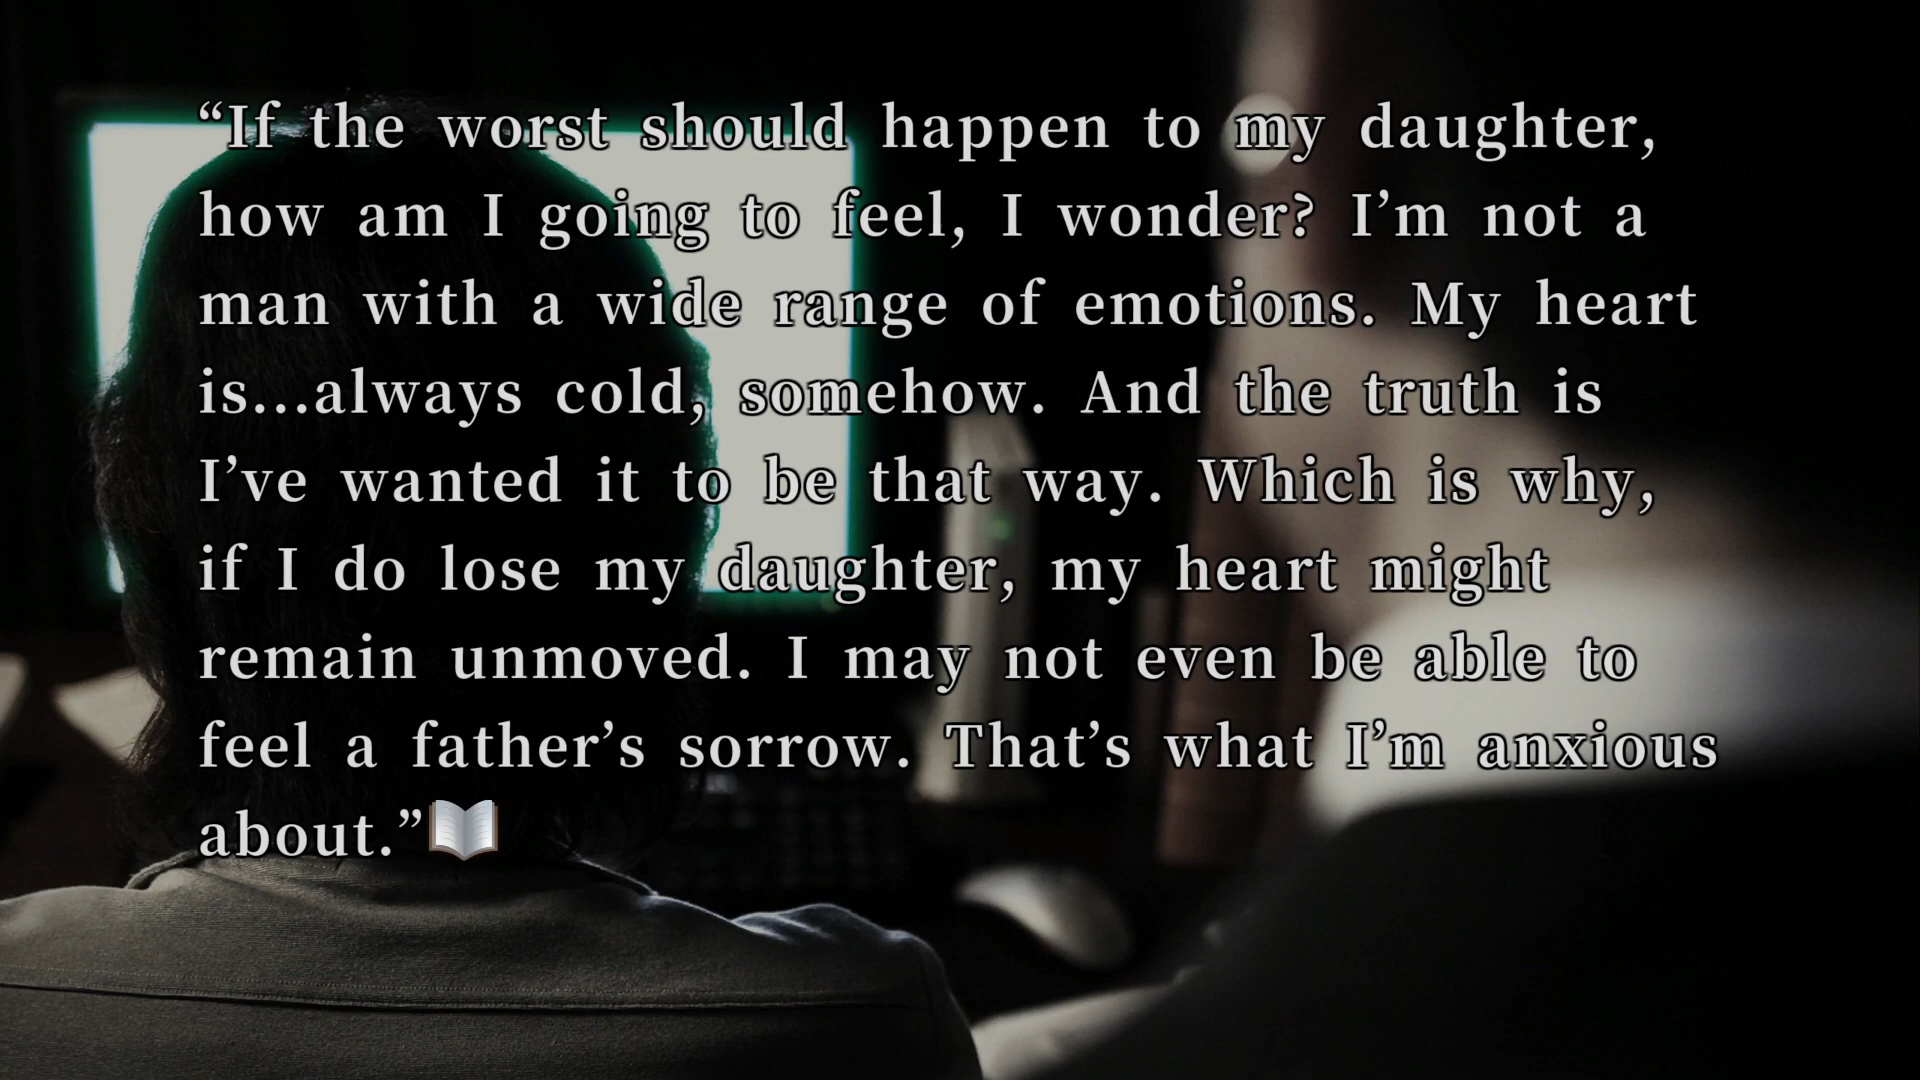 “If the worst should happen to my daughter,
how am I going to feel, I wonder? I’m not a
man with a wide range of emotions. My heart
is...always cold, somehow. And the truth is
I’ve wanted it to be that way. Which is why,
if I do lose my daughter, my heart might
remain unmoved. I may not even be able to
feel a father’s sorrow. That’s what I’m anxious
about.”📖